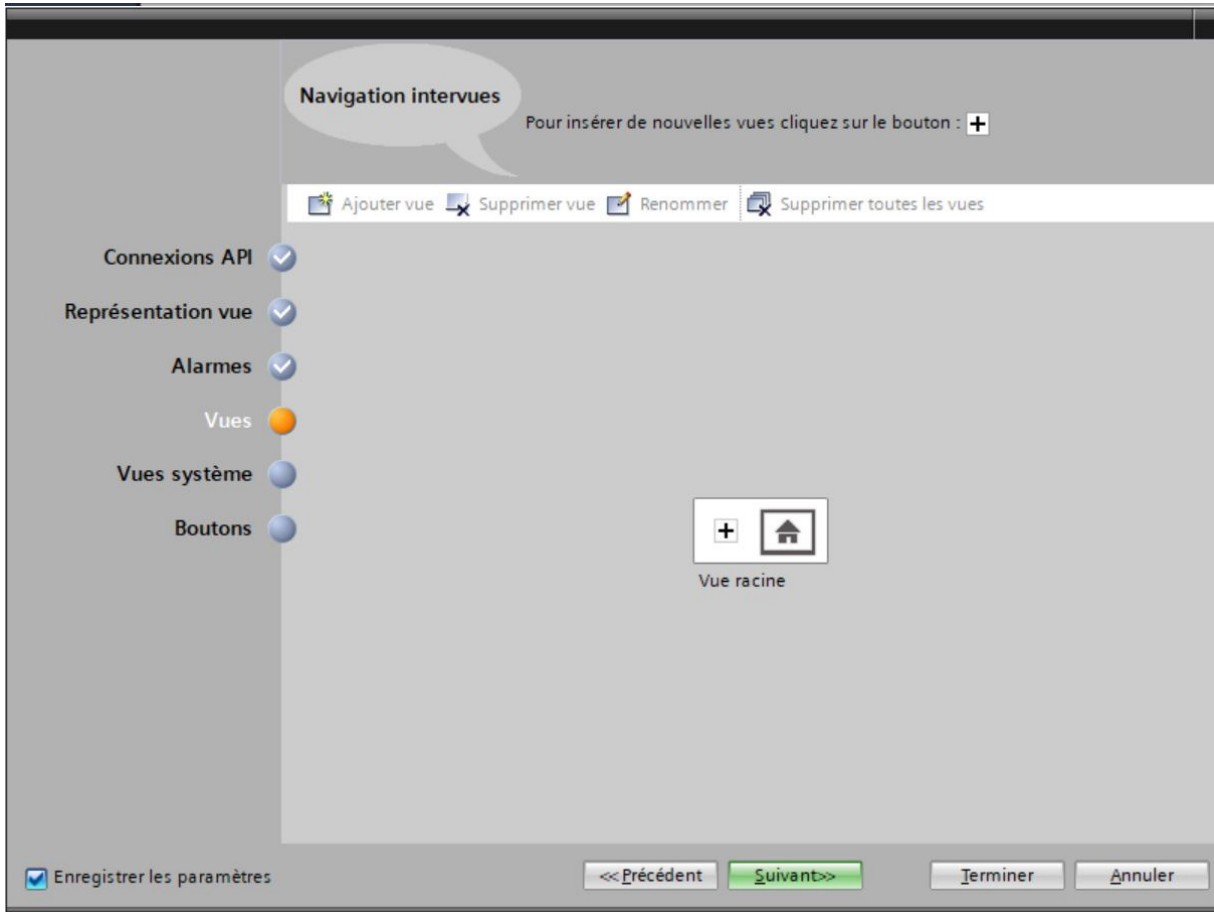 Navigation intervues
Pour insérer de nouvelles vues cliquez sur le bouton :
Ajouter vue Supprimer vue Renommer Supprimer toutes les vues
Connexions API
Représentation vue
Alarmes
Vues
Vues système
Boutons
Vue racine
Enregistrer les paramètres
<<Précédent Suivant>> Terminer Annuler